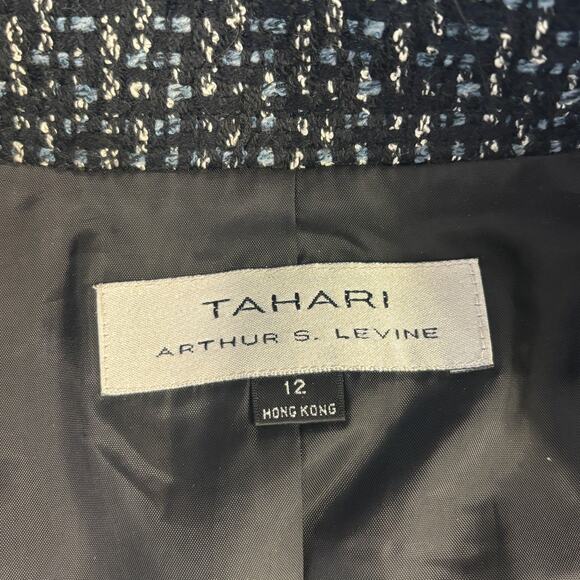 TAHARI
ARTHUR S. LEVINE
12
HONG KONG